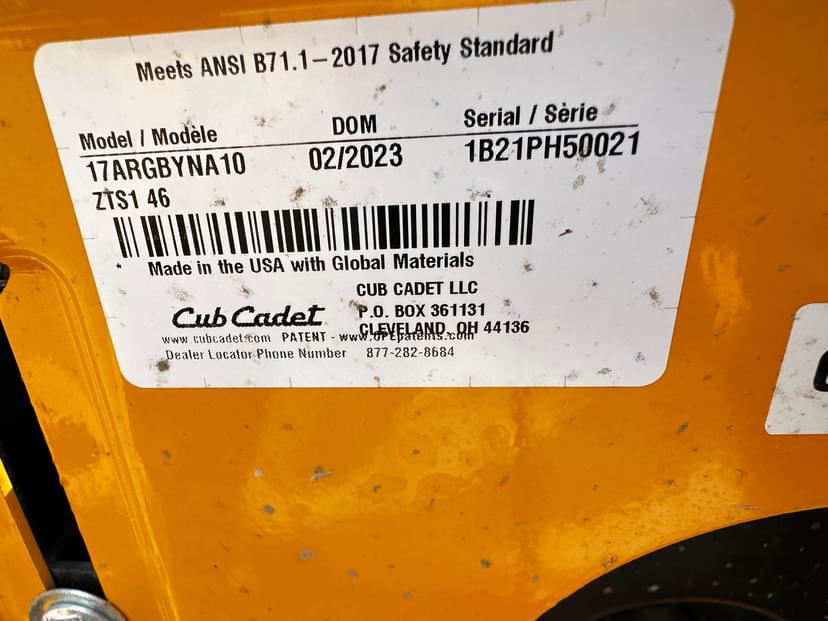 Meets ANSI B71.1–2017 Safety Standard
Model / Modèle DOM Serial / Sèrie
17ARGBYNA10 02/2023 1B21PH50021
ZTS1 46
Made in the USA with Global Materials
CUB CADET LLC
Cub Cadet P.O. BOX 361131
CLEVELAND, OH 44136
www.cubcadet.com PATENT - www.OPEpatents.com
Dealer Locator Phone Number 877-282-8684